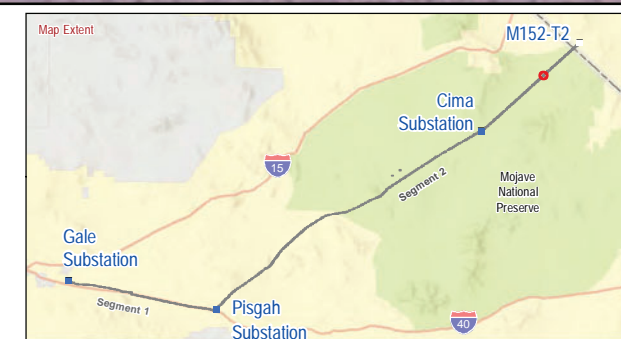 Map Extent
M152-T2
Cima
Substation
15
Segment 2
Mojave
National
Preserve
Gale
Substation
Segment 1
Pisgah
Substation
40